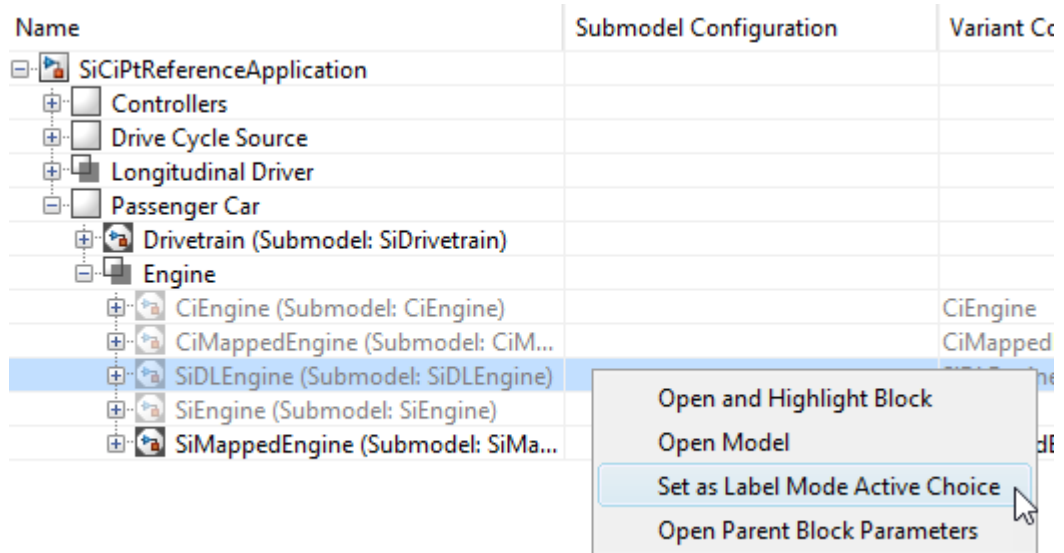 Name Submodel Configuration Variant Co
SiCiPtReferenceApplication
Controllers
Drive Cycle Source
Longitudinal Driver
Passenger Car
Drivetrain (Submodel: SiDrivetrain)
Engine
CiEngine (Submodel: CiEngine) CiEngine
CiMappedEngine (Submodel: CiM... CiMapped
SiDLEngine (Submodel: SiDLEngine)
Open and Highlight Block
SiEngine (Submodel: SiEngine)
Open Model
SiMappedEngine (Submodel: SiMa... dE
Set as Label Mode Active Choice
Open Parent Block Parameters